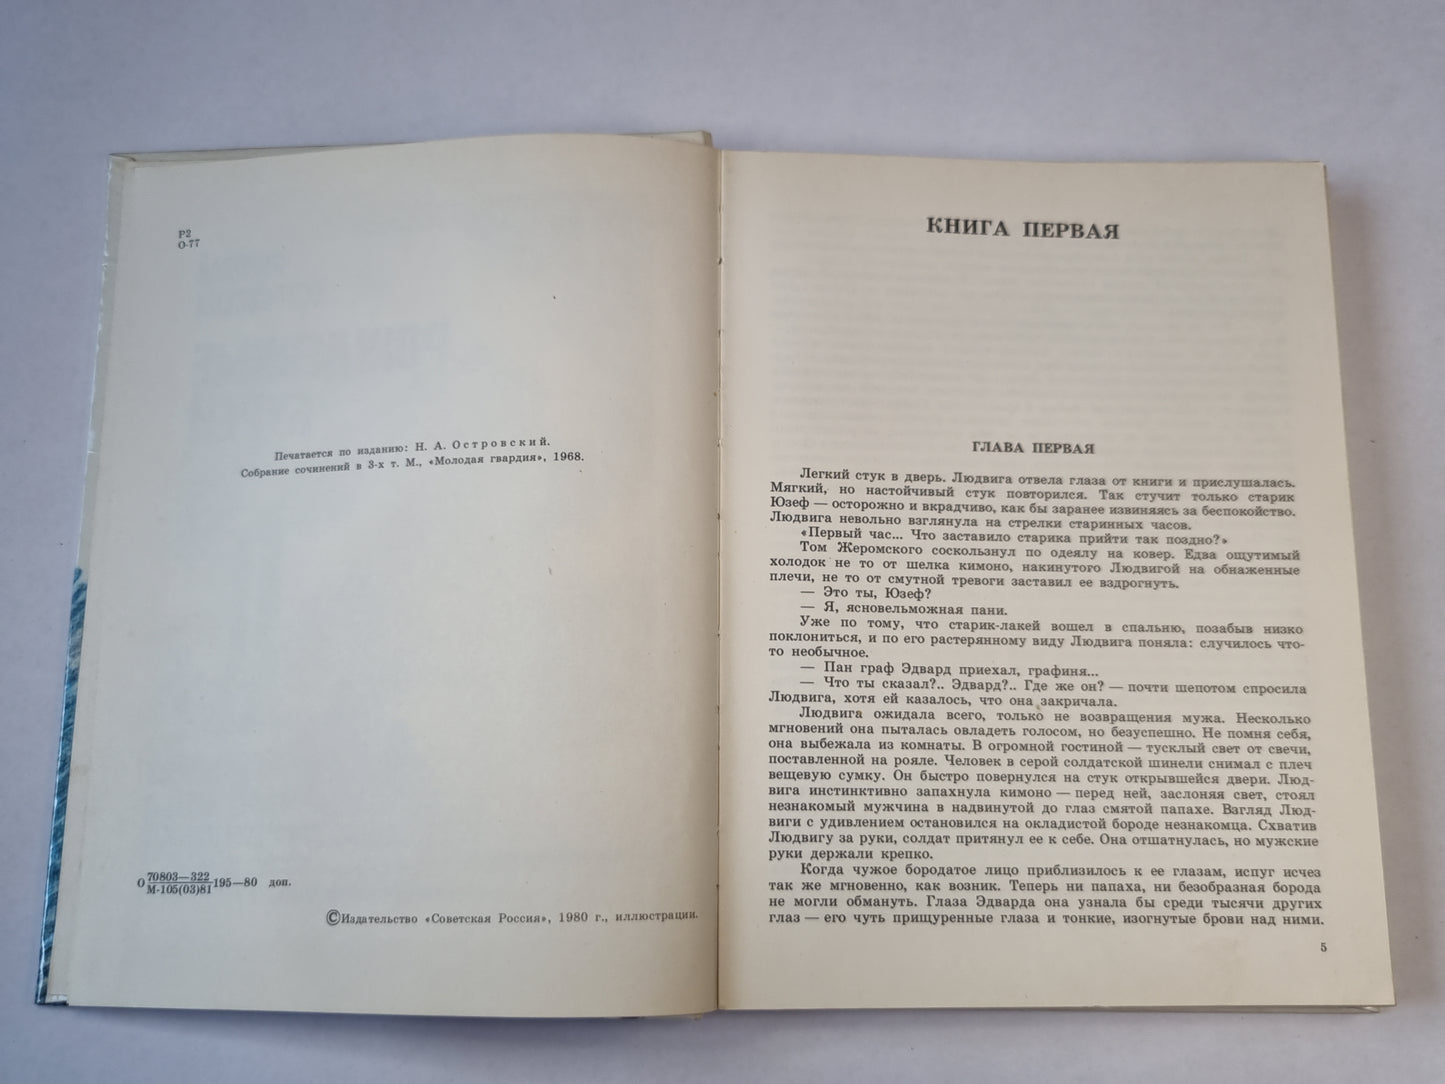 Р2
О-77
Печатается по изданию: Н. А. Островский.
Собрание сочинений в 3-х т. М., «Молодая гвардия», 1968.
О 70803—322
М-105(03)81 195—80 доп.
©Издательство «Советская Россия», 1980 г., иллюстрации.
КНИГА ПЕРВАЯ
ГЛАВА ПЕРВАЯ
Легкий стук в дверь. Людвига отвела глаза от книги и прислушалась.
Мягкий, но настойчивый стук повторился. Так стучит только старик
Юзеф — осторожно и вкрадчиво, как бы заранее извиняясь за беспокойство.
Людвига невольно взглянула на стрелки старинных часов.
«Первый час... Что заставило старика прийти так поздно?»
Том Жеромского соскользнул по одеялу на ковер. Едва ощутимый
холодок не то от шелка кимоно, накинутого Людвигой на обнаженные
плечи, не то от смутной тревоги заставил ее вздрогнуть.
— Это ты, Юзеф?
— Я, ясновельможная пани.
Уже по тому, что старик-лакей вошел в спальню, позабыв низко
поклониться, и по его растерянному виду Людвига поняла: случилось что-
то необычное.
— Пан граф Эдвард приехал, графиня...
— Что ты сказал?.. Эдвард?.. Где же он? — почти шепотом спросила
Людвига, хотя ей казалось, что она закричала.
Людвига ожидала всего, только не возвращения мужа. Несколько
мгновений она пыталась овладеть голосом, но безуспешно. Не помня себя,
она выбежала из комнаты. В огромной гостиной — тусклый свет от свечи,
поставленной на рояле. Человек в серой солдатской шинели снимал с плеч
вещевую сумку. Он быстро повернулся на стук открывшейся двери. Люд-
вига инстинктивно запахнула кимоно — перед ней, заслоняя свет, стоял
незнакомый мужчина в надвинутой до глаз смятой папахе. Взгляд Люд-
виги с удивлением остановился на окладистой бороде незнакомца. Схватив
Людвигу за руки, солдат притянул ее к себе. Она отшатнулась, но мужские
руки держали крепко.
Когда чужое бородатое лицо приблизилось к ее глазам, испуг исчез
так же мгновенно, как возник. Теперь ни папаха, ни безобразная борода
не могли обмануть. Глаза Эдварда она узнала бы среди тысячи других
глаз — его чуть прищуренные глаза и тонкие, изогнутые брови над ними.
5